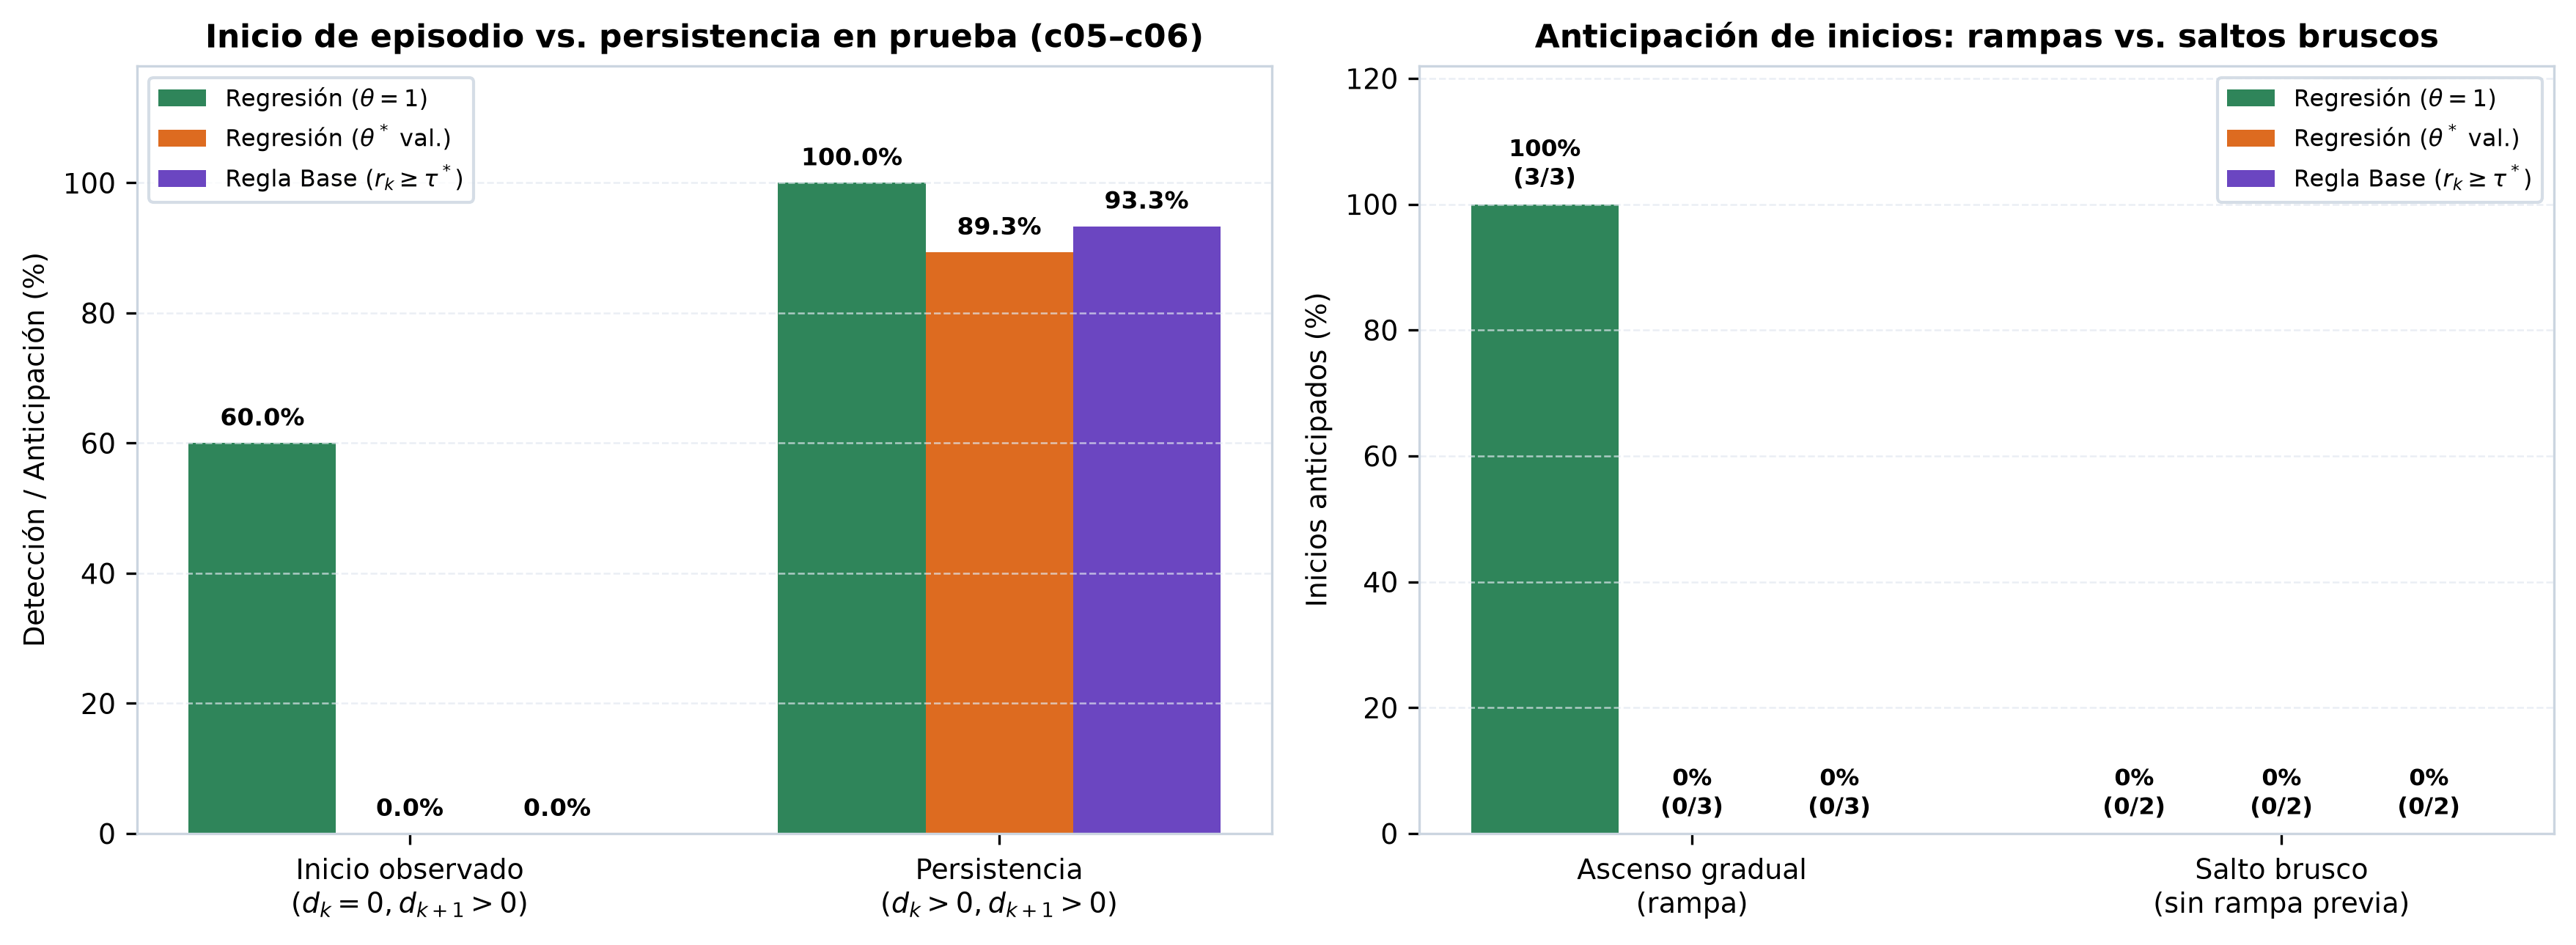 Inicio de episodio vs. persistencia en prueba (c05–c06)
Detección / Anticipación (%)
Regresión (θ = 1)
Regresión (θ* val.)
Regla Base (r_k ≥ τ*)
100
80
60
40
20
0
60.0%
0.0%
0.0%
100.0%
89.3%
93.3%
Inicio observado
(d_k = 0, d_{k+1} > 0)
Persistencia
(d_k > 0, d_{k+1} > 0)
Anticipación de inicios: rampas vs. saltos bruscos
Inicios anticipados (%)
Regresión (θ = 1)
Regresión (θ* val.)
Regla Base (r_k ≥ τ*)
120
100
80
60
40
20
0
100%
(3/3)
0%
(0/3)
0%
(0/3)
0%
(0/2)
0%
(0/2)
0%
(0/2)
Ascenso gradual
(rampa)
Salto brusco
(sin rampa previa)